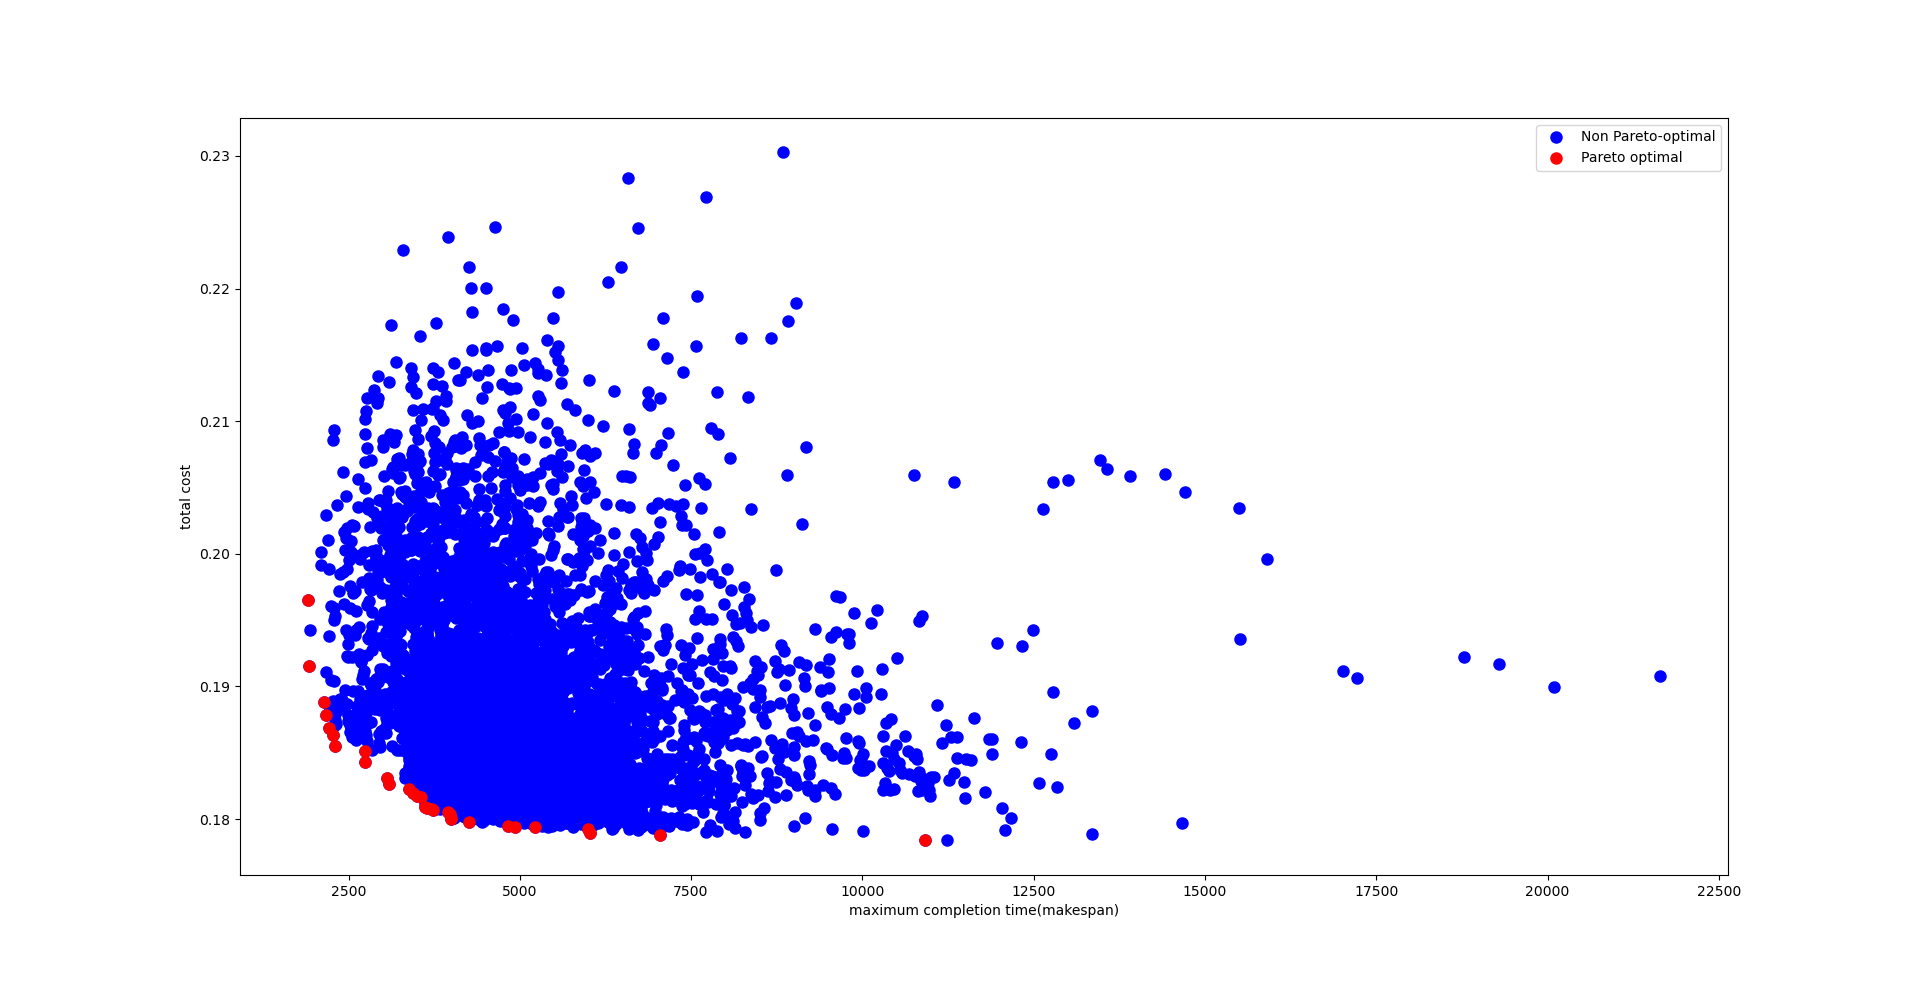 Non Pareto-optimal
Pareto optimal
0.23
0.22
0.21
0.20
0.19
0.18
total cost
2500 5000 7500 10000 12500 15000 17500 20000 22500
maximum completion time(makespan)